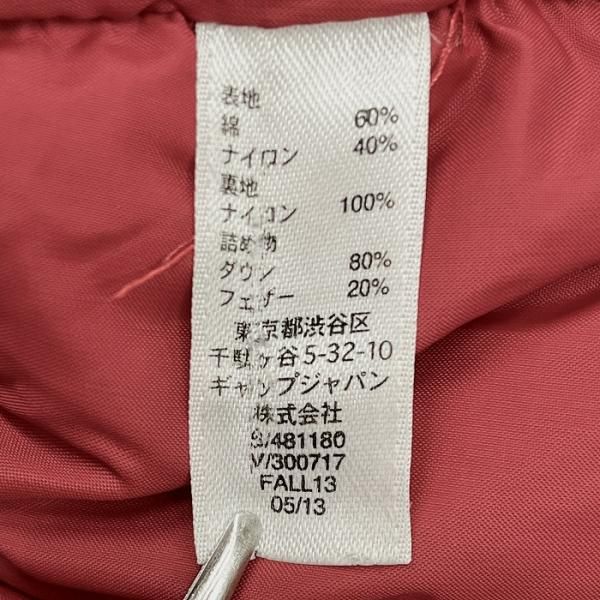 表地
綿 60%
ナイロン 40%
裏地
ナイロン 100%
詰め物
ダウン 80%
フェザー 20%
東京都渋谷区
千駄ヶ谷5-32-10
ギャップジャパン
株式会社
S/481180
V/300717
FALL13
05/13